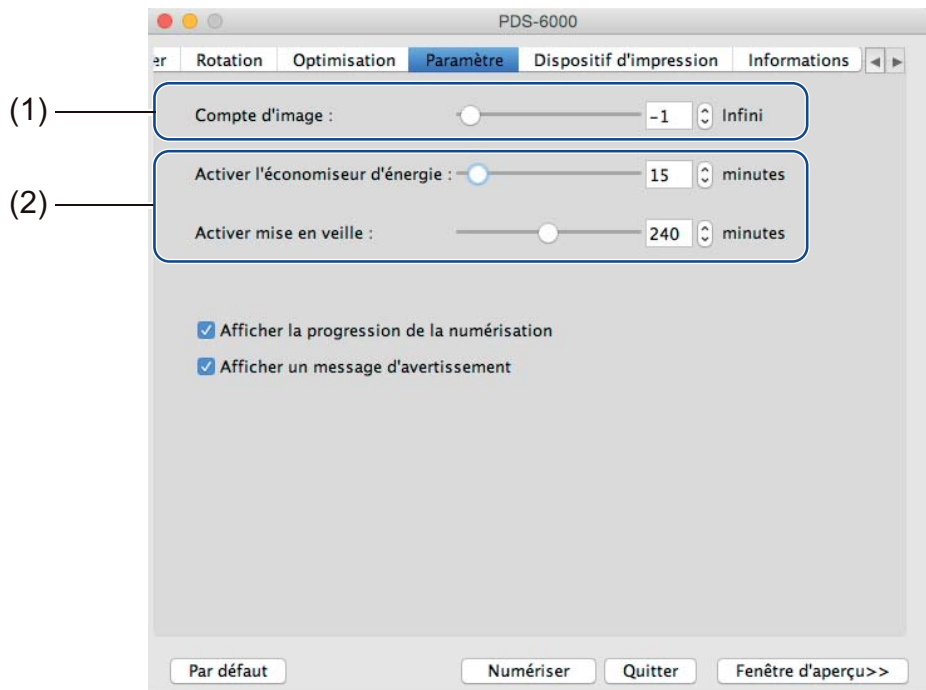 PDS-6000
er Rotation Optimisation Paramètre Dispositif d'impression Informations
(1)
Compte d'image : -1 Infini
Activer l'économiseur d'énergie : 15 minutes
(2)
Activer mise en veille : 240 minutes
Afficher la progression de la numérisation
Afficher un message d'avertissement
Par défaut Numériser Quitter Fenêtre d'aperçu>>